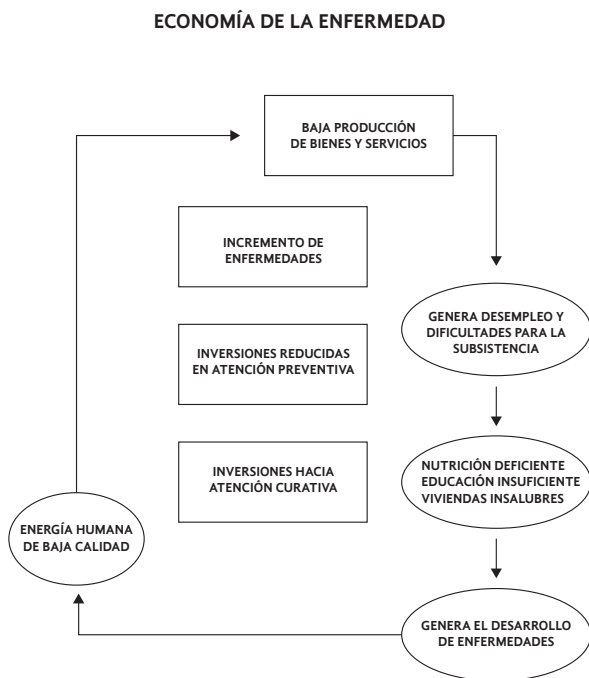 ECONOMÍA DE LA ENFERMEDAD
BAJA PRODUCCIÓN
DE BIENES Y SERVICIOS
INCREMENTO DE
ENFERMEDADES
GENERA DESEMPLEO Y
DIFICULTADES PARA LA
SUBSISTENCIA
INVERSIONES REDUCIDAS
EN ATENCIÓN PREVENTIVA
INVERSIONES HACIA
ATENCIÓN CURATIVA
NUTRICIÓN DEFICIENTE
EDUCACIÓN INSUFICIENTE
VIVIENDAS INSALUBRES
ENERGÍA HUMANA
DE BAJA CALIDAD
GENERA EL DESARROLLO
DE ENFERMEDADES